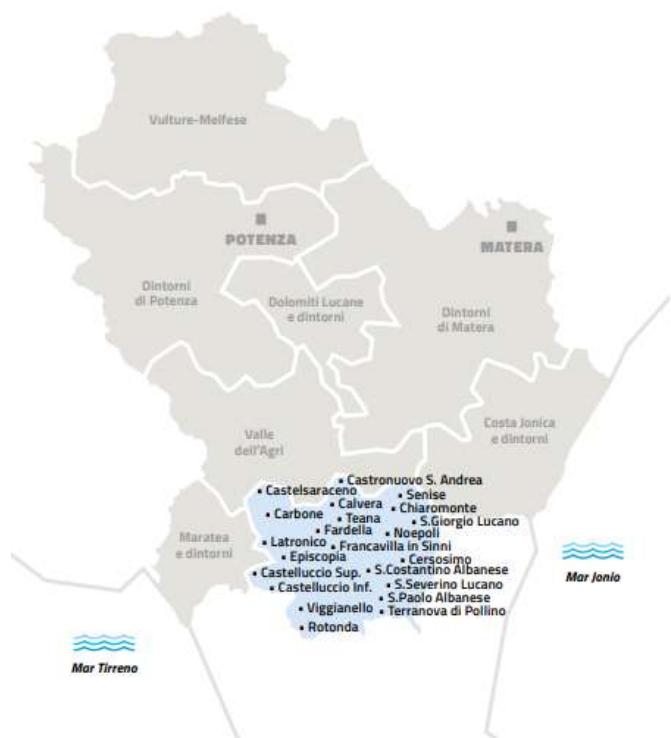 Vulture-Melfese
POTENZA
MATERA
Dintorni
di Potenza
Dolomiti Lucane
e dintorni
Dintorni
di Matera
Costa Jonica
e dintorni
Valle
dell'Agri
Castronuovo S. Andrea
Castelsaraceno
Senise
Calvera
Chiaromonte
Carbone
Teana
S.Giorgio Lucano
Fardella
Noepoli
Maratea
e dintorni
Latronico
Francavilla in Sinni
Episcopia
Cersosimo
Castelluccio Sup.
S.Costantino Albanese
Castelluccio Inf.
S.Severino Lucano
S.Paolo Albanese
Viggianello
Terranova di Pollino
Rotonda
Mar Jonio
Mar Tirreno